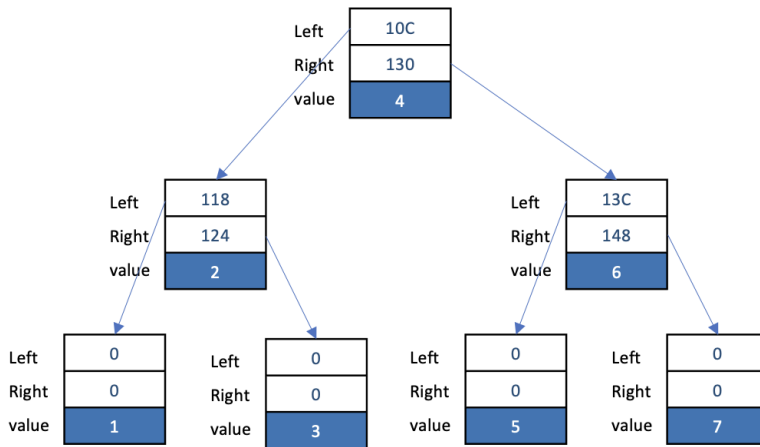 Left 10C
Right 130
value 4
Left 118 Left 13C
Right 124 Right 148
value 2 value 6
Left 0 Left 0 Left 0 Left 0
Right 0 Right 0 Right 0 Right 0
value 1 value 3 value 5 value 7